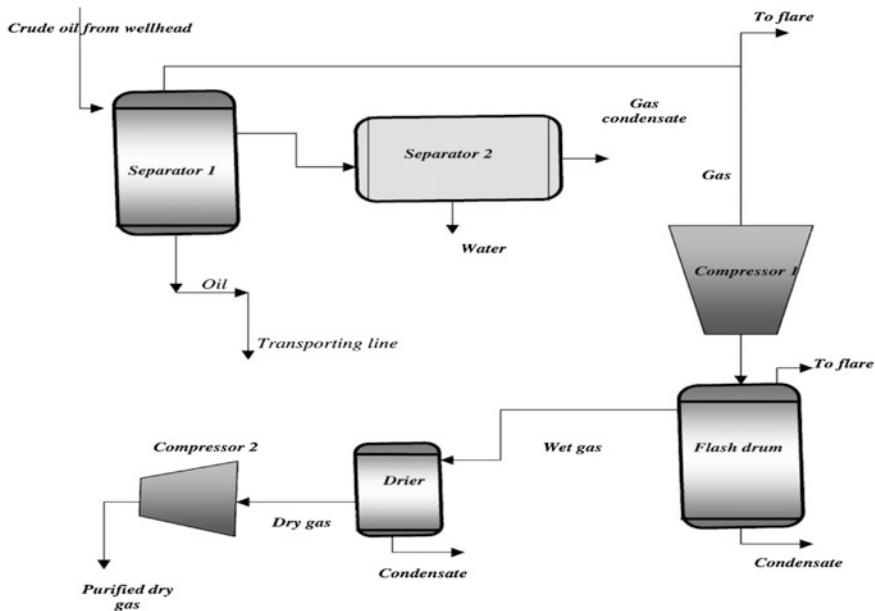 To flare
Crude oil from wellhead
Gas
condensate
Separator 1
Separator 2
Gas
Water
Compressor 1
Oil
Transporting line
To flare
Compressor 2
Wet gas
Flash drum
Drier
Dry gas
Condensate
Condensate
Purified dry
gas